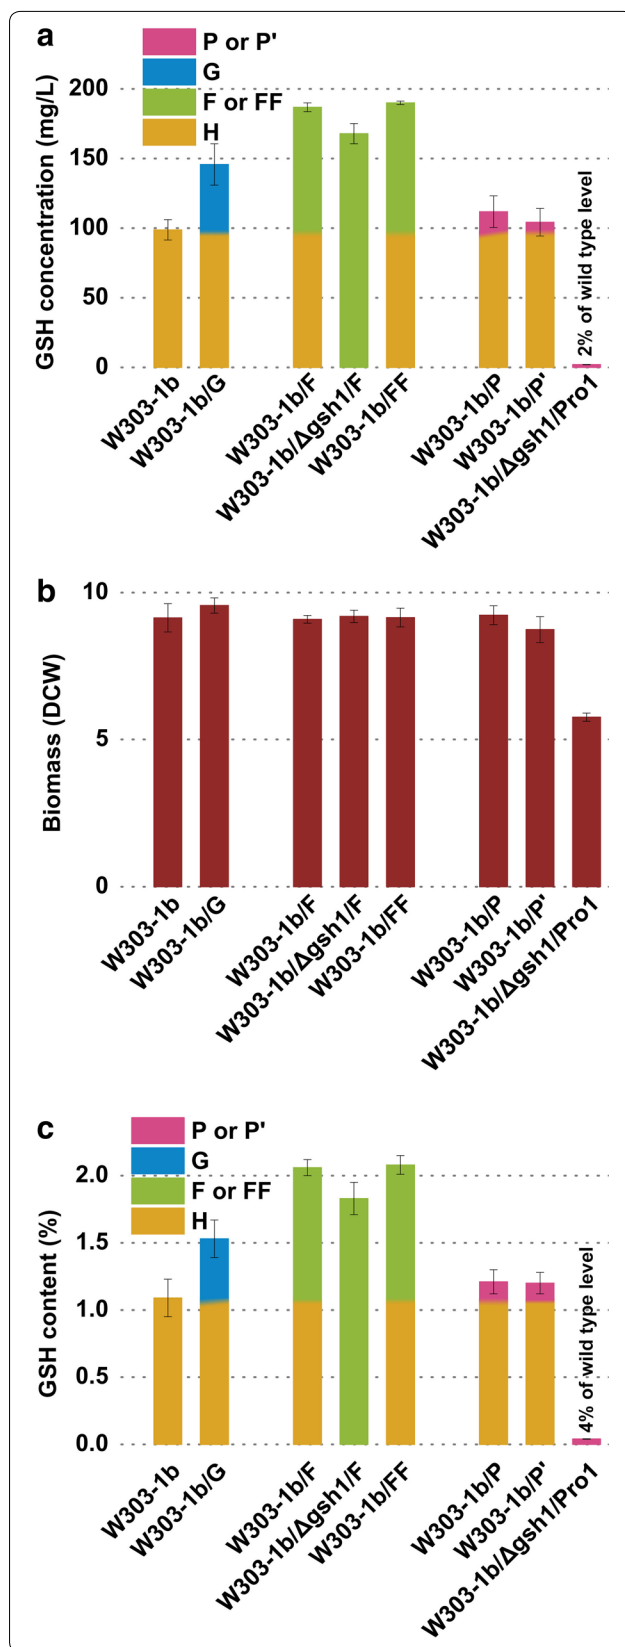 a
P or P'
G
F or FF
H
GSH concentration (mg/L)
200
150
100
50
0
2% of wild type level
W303-1b
W303-1b/G
W303-1b/F
W303-1b/Δgsh1/F
W303-1b/FF
W303-1b/P
W303-1b/P'
W303-1b/Δgsh1/Pro1
b
Biomass (DCW)
10
5
0
W303-1b
W303-1b/G
W303-1b/F
W303-1b/Δgsh1/F
W303-1b/FF
W303-1b/P
W303-1b/P'
W303-1b/Δgsh1/Pro1
c
P or P'
G
F or FF
H
GSH content (%)
2.0
1.5
1.0
0.5
0.0
4% of wild type level
W303-1b
W303-1b/G
W303-1b/F
W303-1b/Δgsh1/F
W303-1b/FF
W303-1b/P
W303-1b/P'
W303-1b/Δgsh1/Pro1